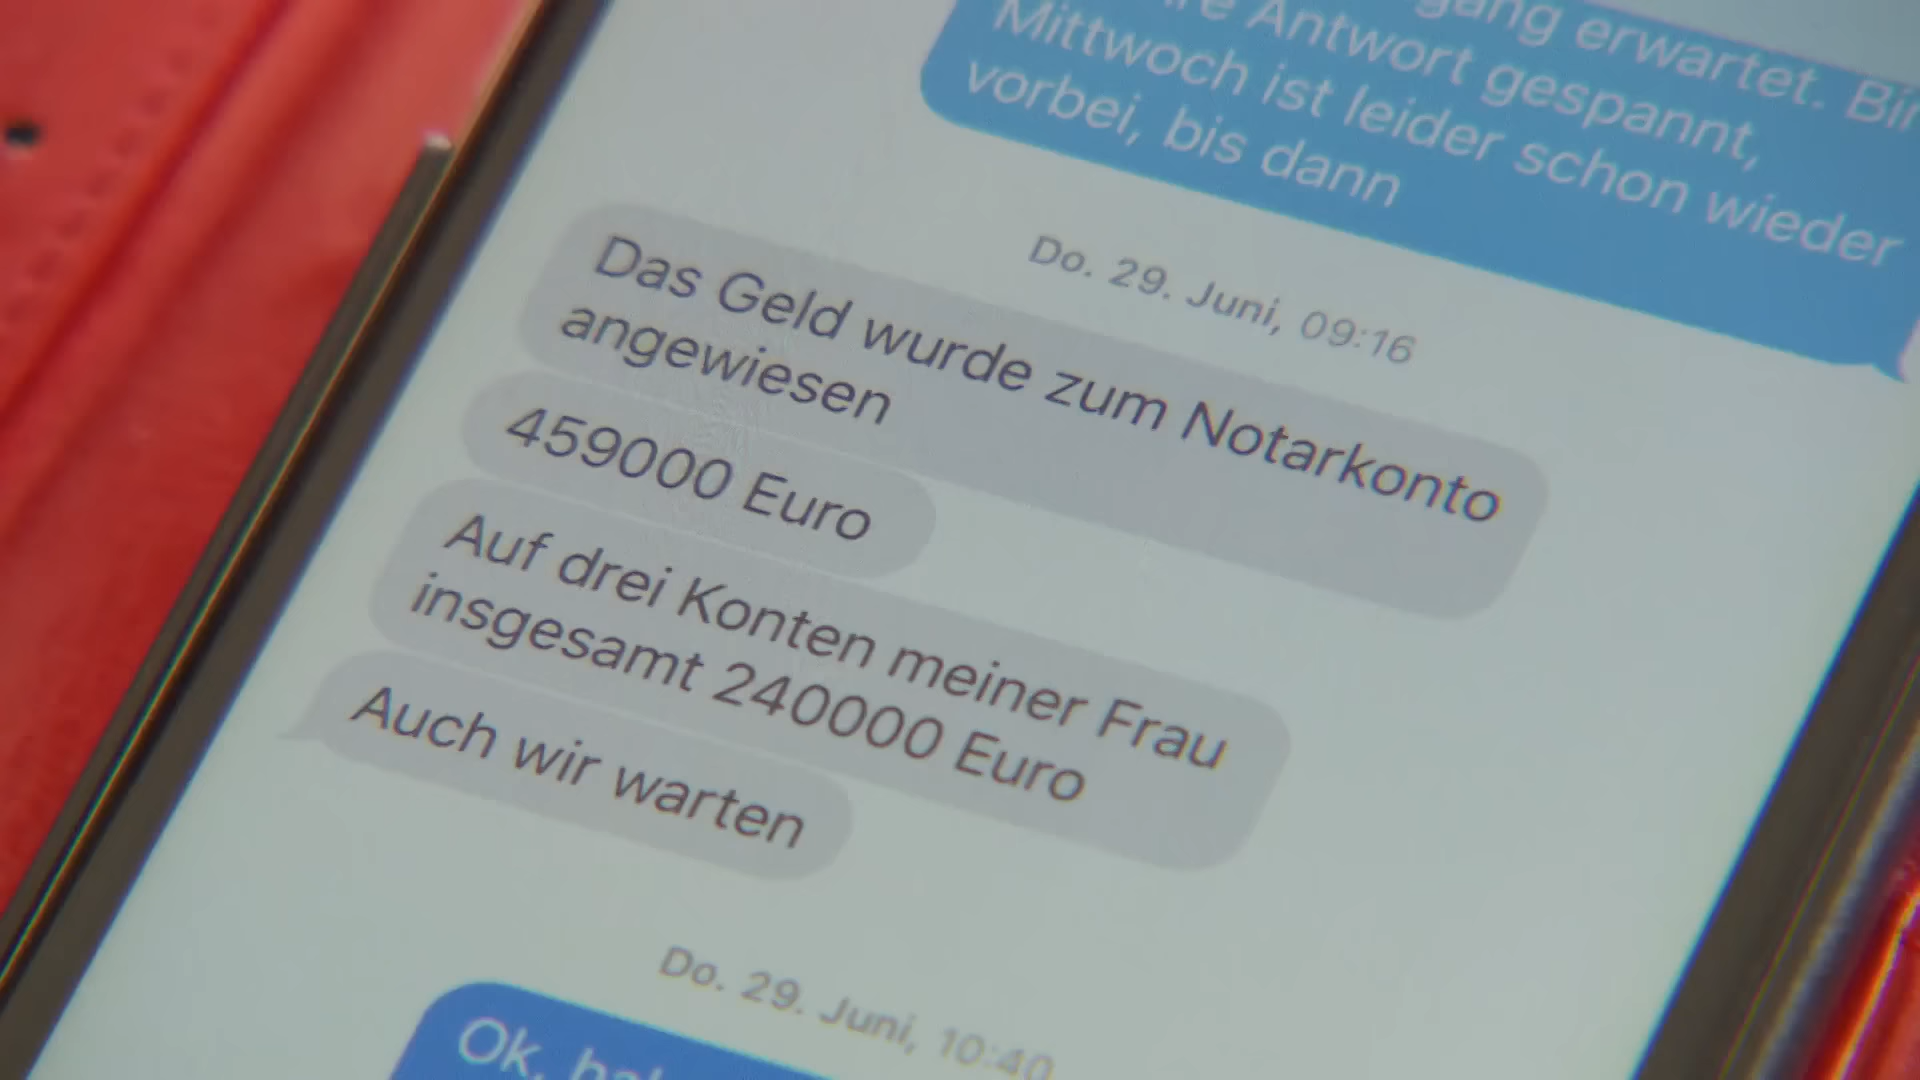 gang erwartet.
Antwort gespannt,
Mittwoch ist leider schon wieder
vorbei, bis dann
Do. 29. Juni, 09:16
Das Geld wurde zum Notarkonto
angewiesen
459000 Euro
Auf drei Konten meiner Frau
insgesamt 240000 Euro
Auch wir warten
Do. 29. Juni, 10:40
Ok,